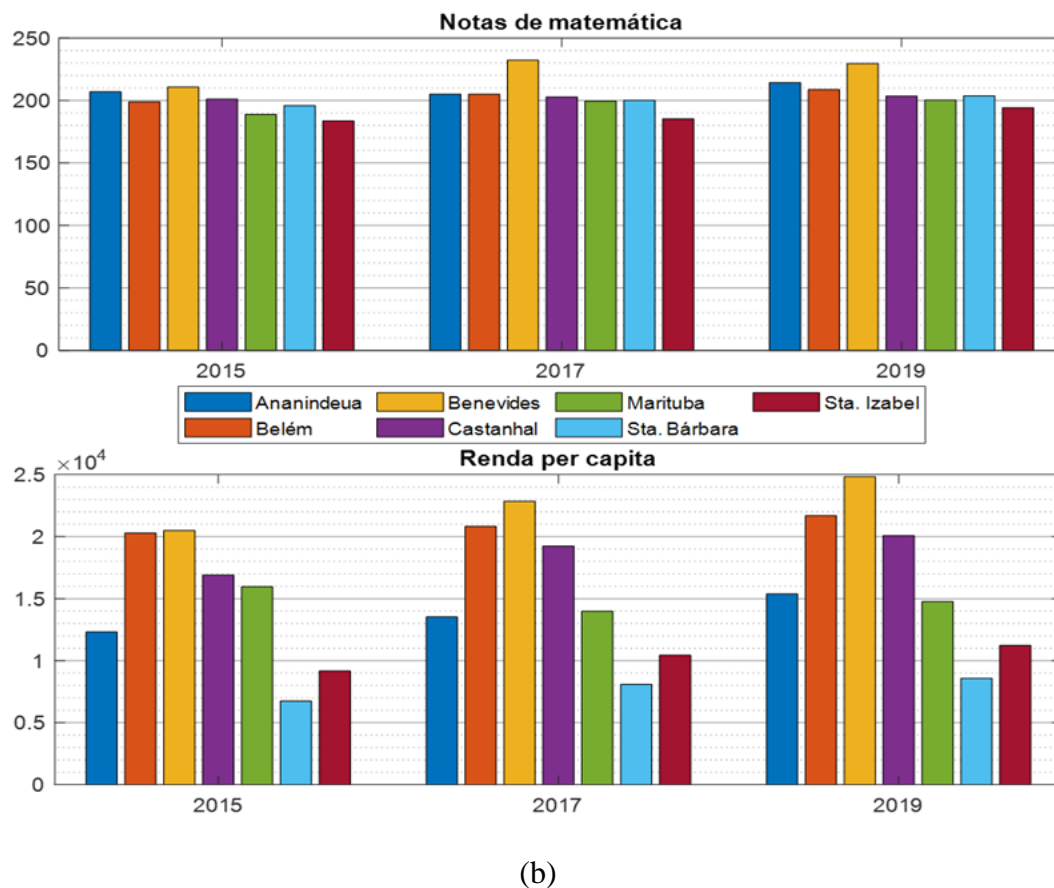 Notas de matemática
250
200
150
100
50
0
2015 2017 2019
Ananindeua Benevides Marituba Sta. Izabel
Belém Castanhal Sta. Bárbara
Renda per capita
×10⁴
2.5
2
1.5
1
0.5
0
2015 2017 2019
(b)